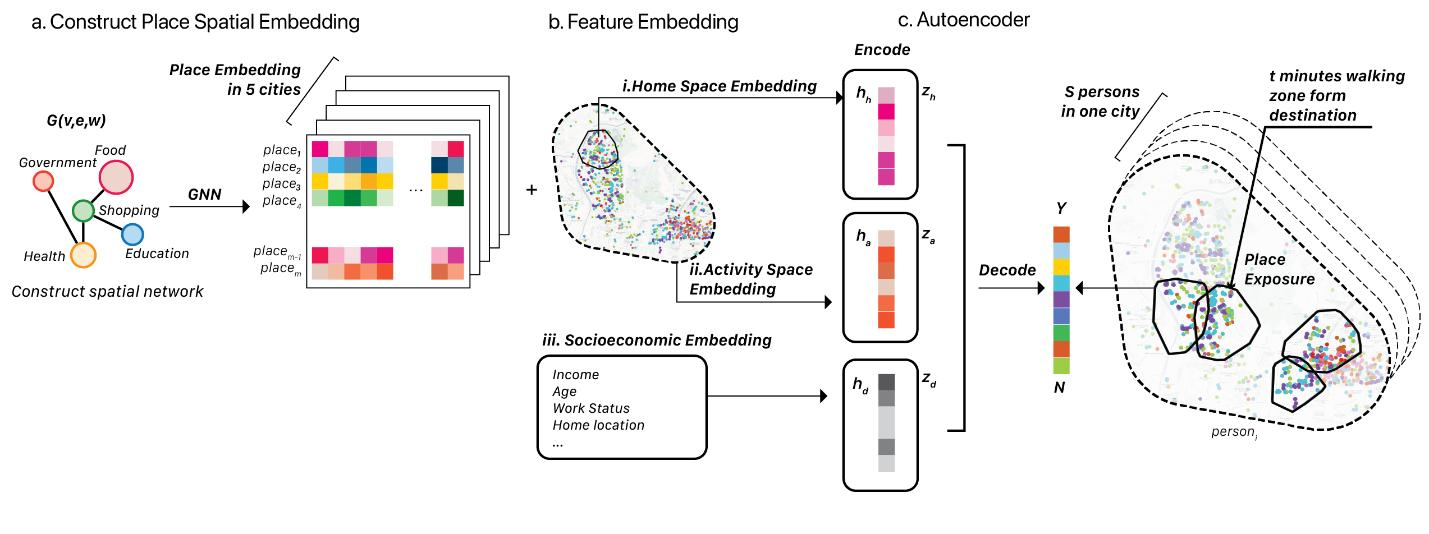 a. Construct Place Spatial Embedding
Place Embedding
in 5 cities
G(v,e,w)
Food
Government
Shopping
Health
Education
Construct spatial network
GNN
place1
place2
place3
place4
...
placem-1
placem
+
b. Feature Embedding
i.Home Space Embedding
ii.Activity Space
Embedding
iii. Socioeconomic Embedding
Income
Age
Work Status
Home location
...
c. Autoencoder
Encode
hh
zh
ha
za
hd
zd
Decode
Y
N
S persons
in one city
t minutes walking
zone form
destination
Place
Exposure
personi